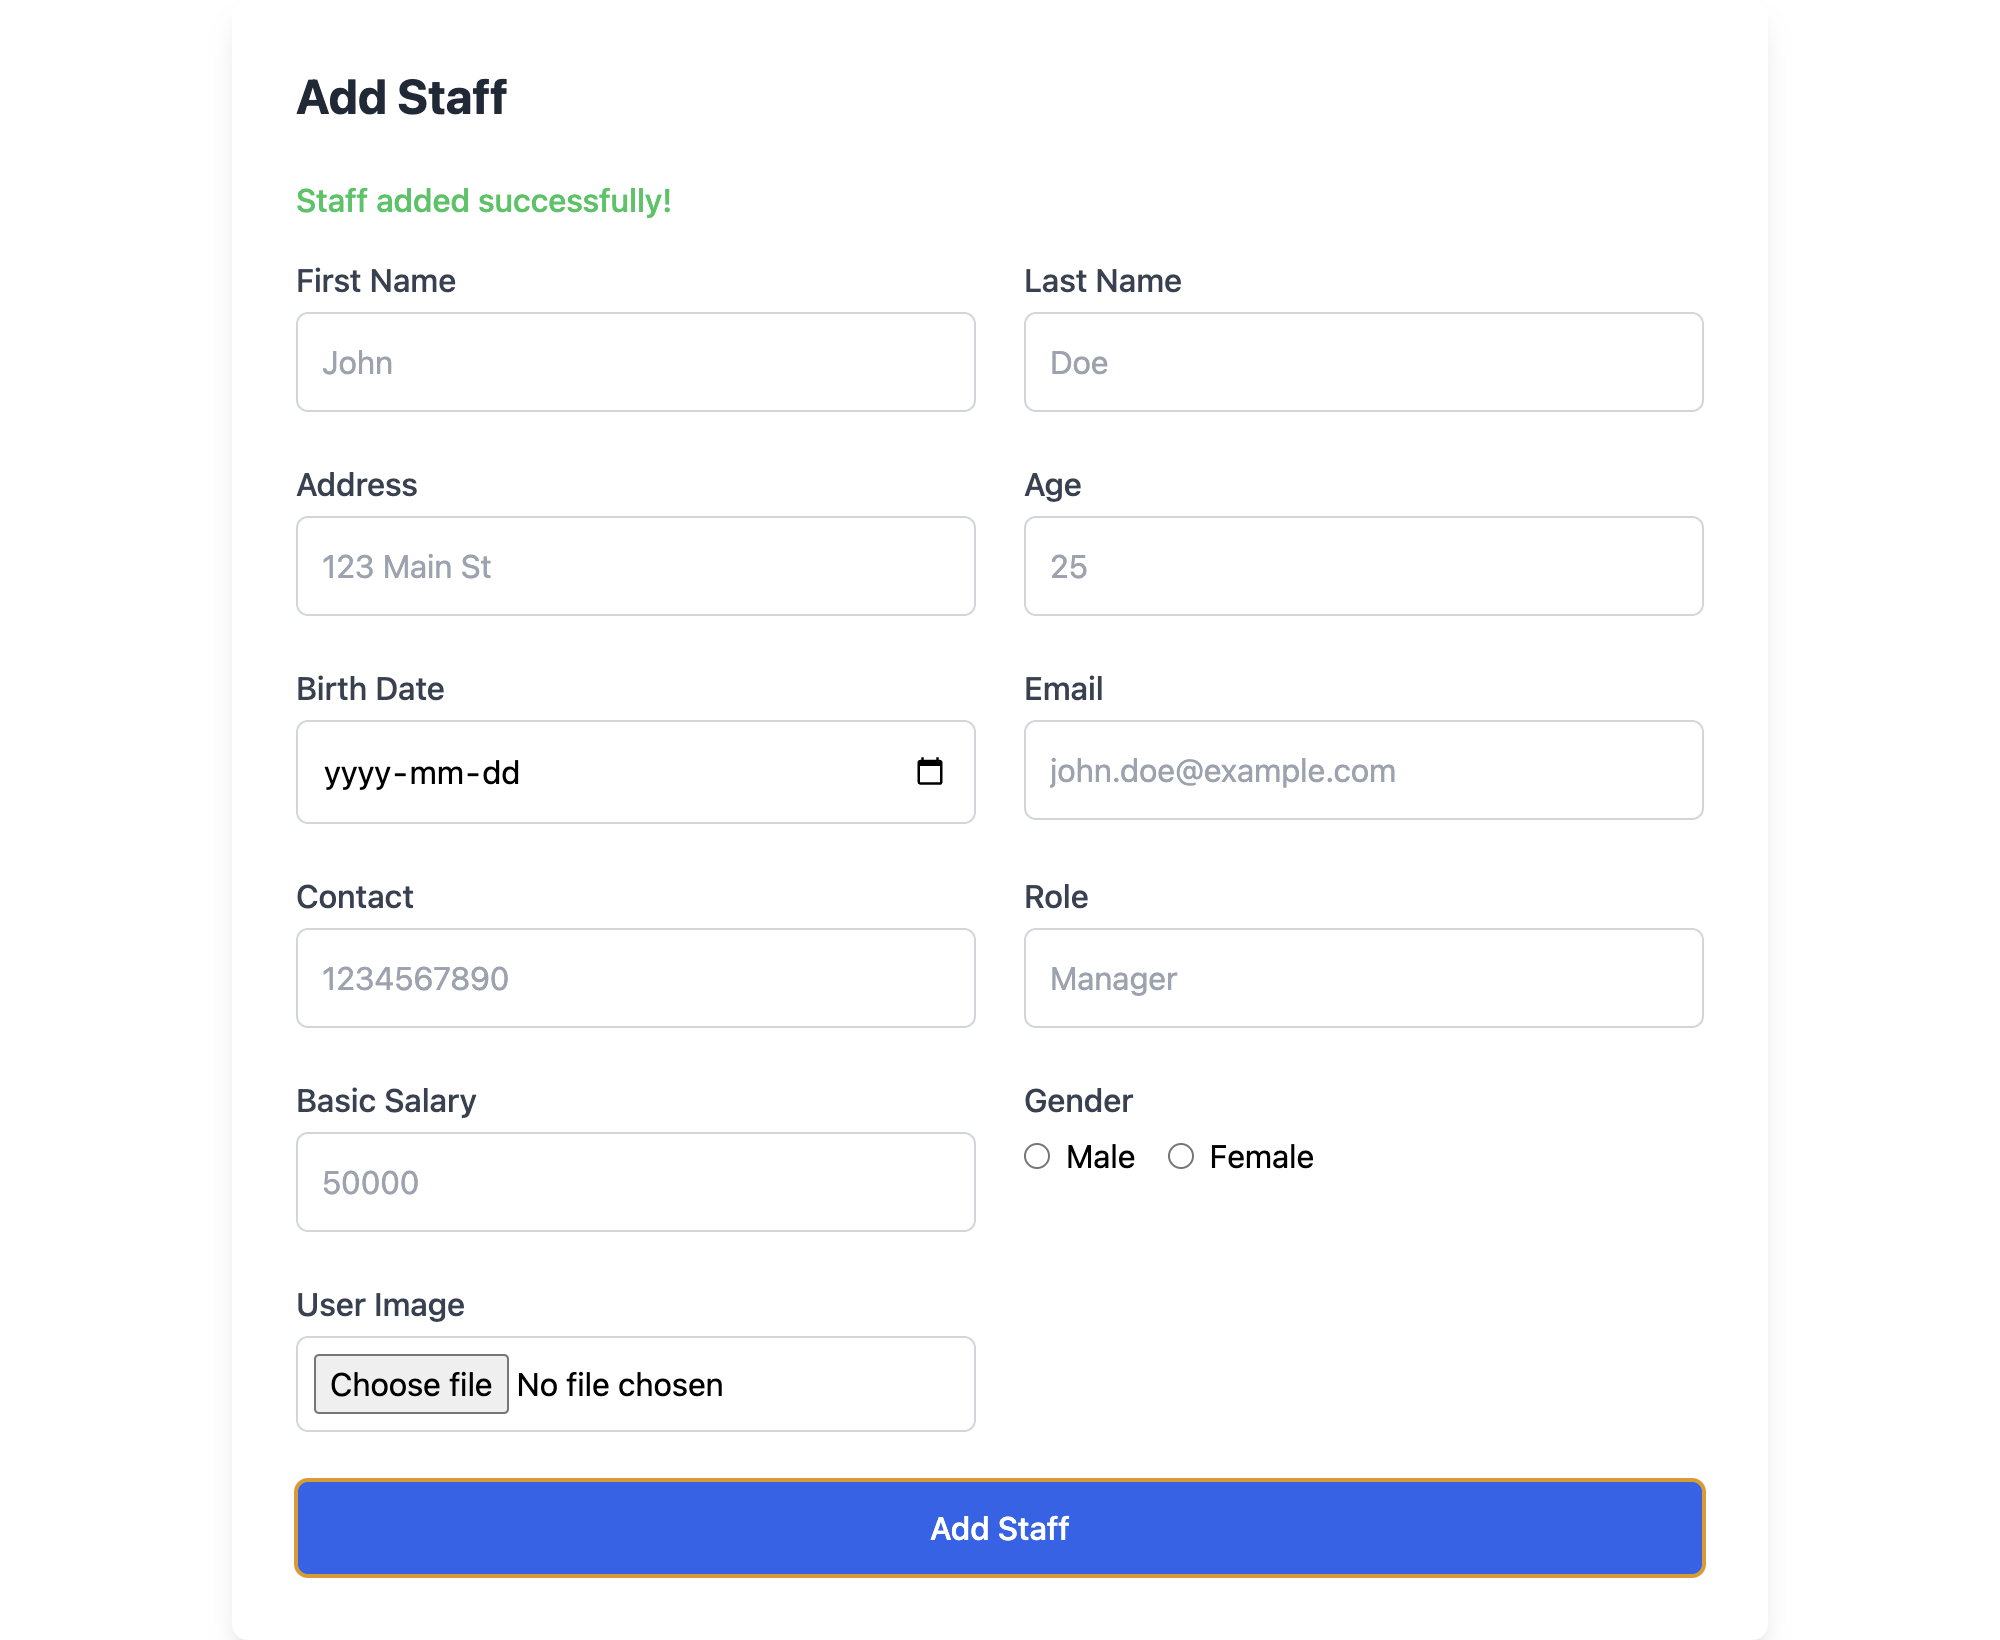 Add Staff
Staff added successfully!
First Name
Last Name
John
Doe
Address
Age
123 Main St
25
Birth Date
Email
yyyy-mm-dd
john.doe@example.com
Contact
Role
1234567890
Manager
Basic Salary
Gender
50000
Male Female
User Image
Choose file No file chosen
Add Staff